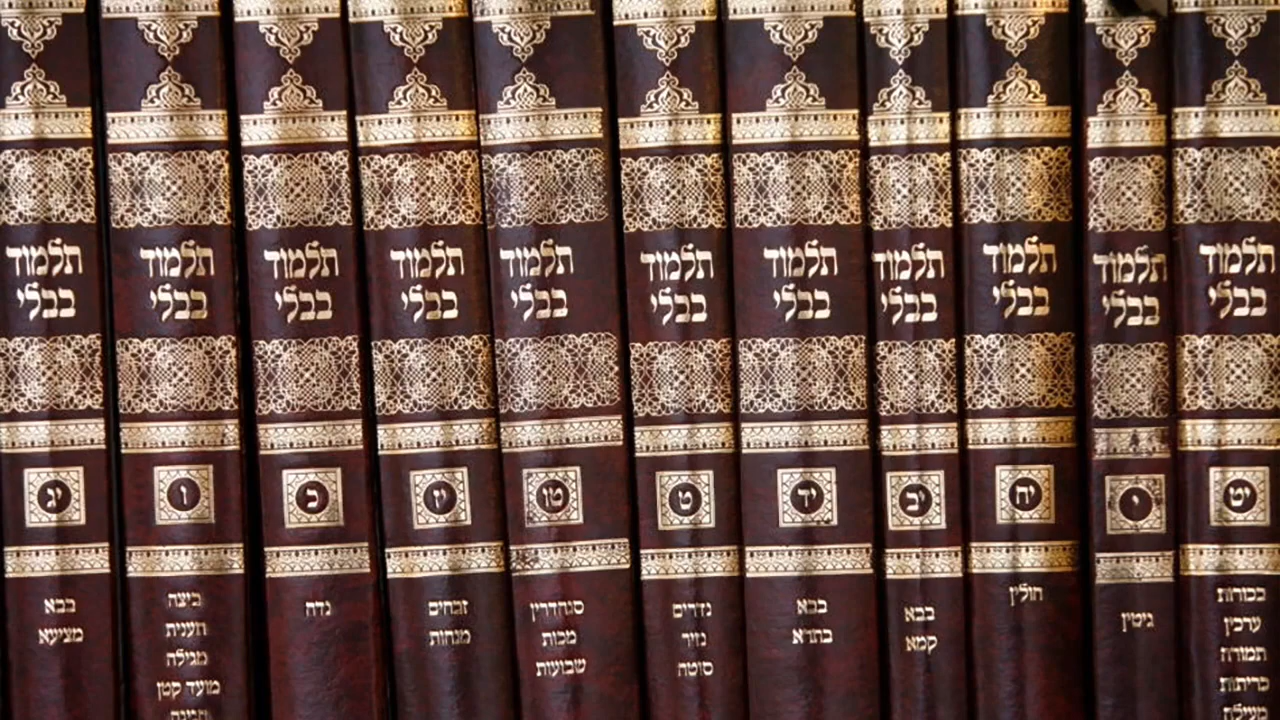 תלמוד
בבלי
יט
בכורות
ערכין
תמורה
כריתות
מעילה
תלמוד
בבלי
י
גיטין
תלמוד
בבלי
יח
חולין
תלמוד
בבלי
יב
בבא
קמא
תלמוד
בבלי
יד
בבא
בתרא
תלמוד
בבלי
ט
נדרים
נזיר
סוטה
תלמוד
בבלי
טו
סנהדרין
מכות
שבועות
תלמוד
בבלי
יז
זבחים
מנחות
תלמוד
בבלי
כ
נדה
תלמוד
בבלי
ו
ביצה
תענית
מגילה
מועד קטן
תלמוד
בבלי
יג
בבא
מציעא